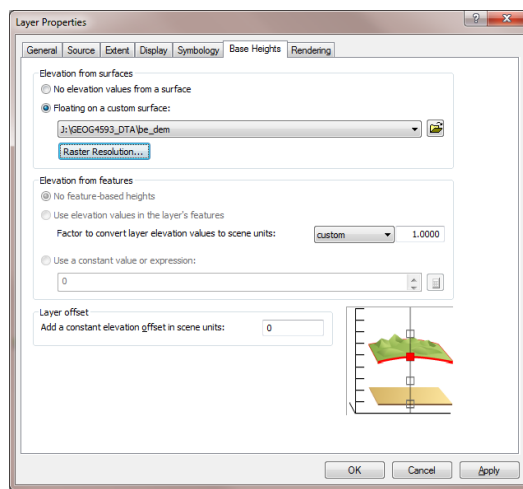 Layer Properties
General Source Extent Display Symbology Base Heights Rendering
Elevation from surfaces
No elevation values from a surface
Floating on a custom surface:
J:\GEOG4593_DTA\be_dem
Raster Resolution...
Elevation from features
No feature-based heights
Use elevation values in the layer's features
Factor to convert layer elevation values to scene units: custom 1.0000
Use a constant value or expression:
0
Layer offset
Add a constant elevation offset in scene units: 0
OK Cancel Apply